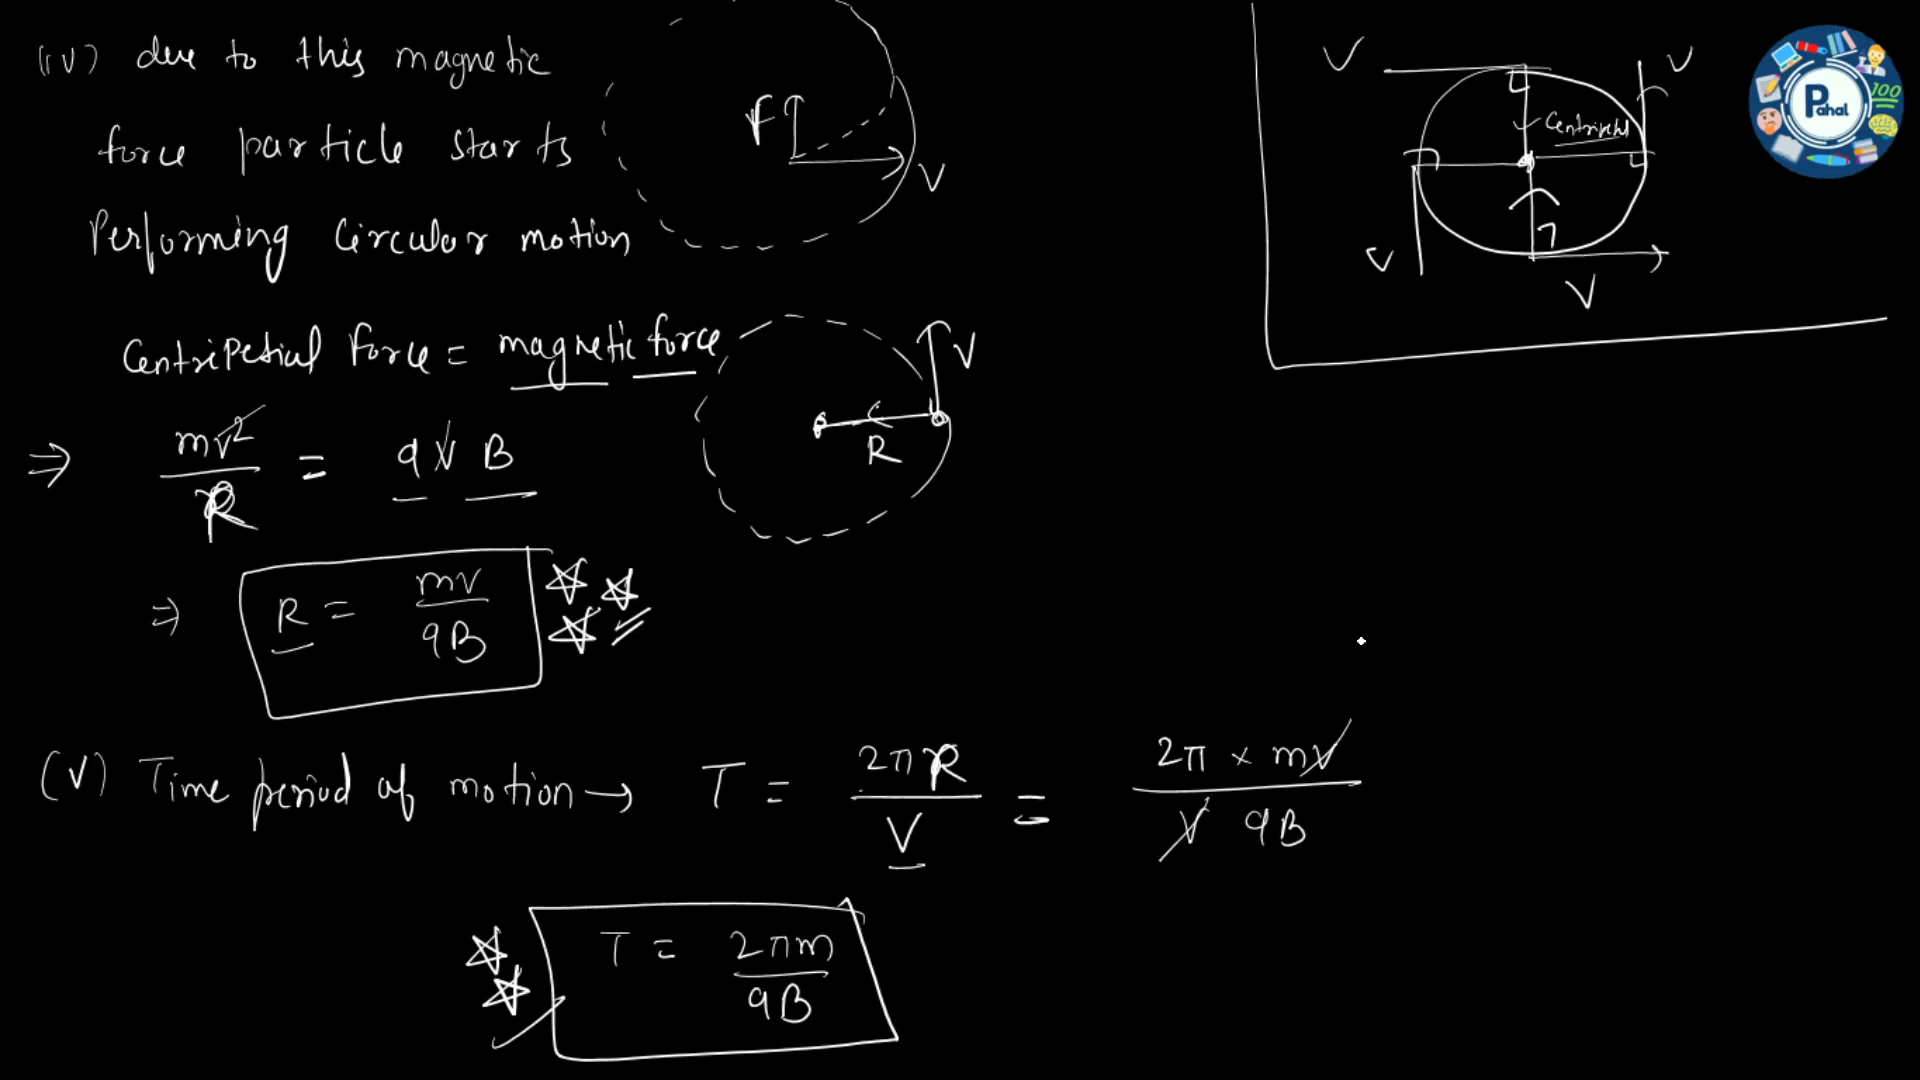 (iv) due to this magnetic
force particle starts
Performing Circular motion
F
V
V
V
Centripetal
V
V
Pahal
100
Centripetial Force = magnetic force
V
R
⇒ mv²/R = qVB
⇒ R = mv/qB
(V) Time period of motion → T = 2πR/V = 2π × mv/V qB
T = 2πm/qB